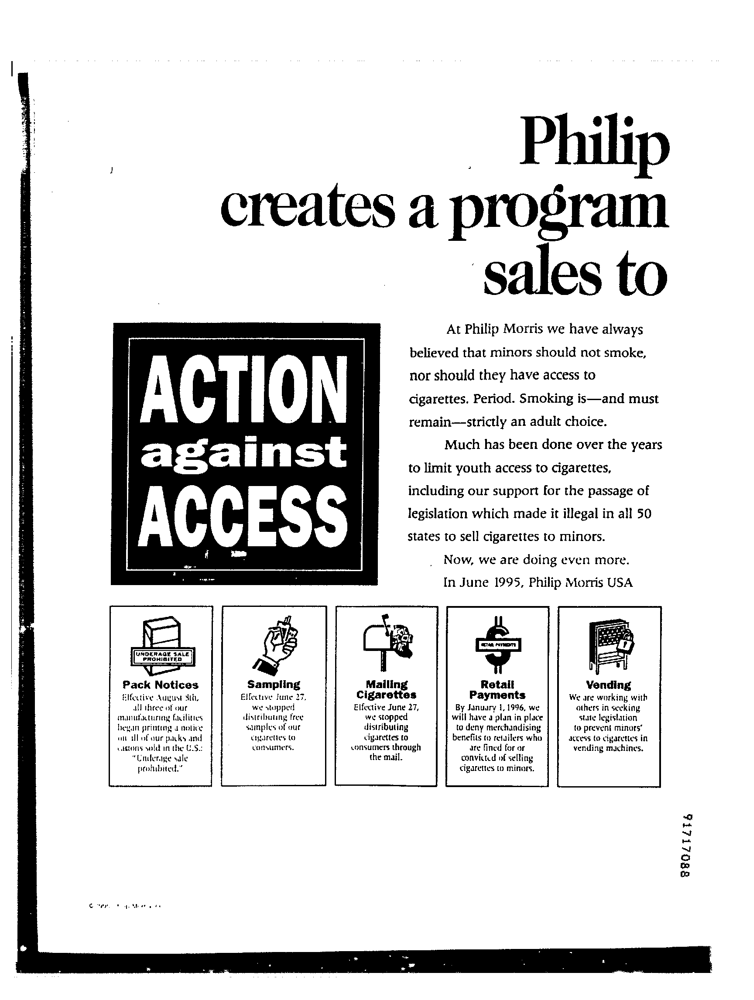 Philip
creates a program
sales to
ACTION
against
ACCESS
At Philip Morris we have always
believed that minors should not smoke,
nor should they have access to
cigarettes. Period. Smoking is—and must
remain—strictly an adult choice.
Much has been done over the years
to limit youth access to cigarettes,
including our support for the passage of
legislation which made it illegal in all 50
states to sell cigarettes to minors.
Now, we are doing even more.
In June 1995, Philip Morris USA
UNDERAGE SALE
PROHIBITED
Pack Notices
Effective August 8th,
all three of our
manufacturing facilities
began printing a notice
on all of our packs and
cartons sold in the U.S.:
"Underage sale
prohibited."
Sampling
Effective June 27,
we stopped
distributing free
samples of our
cigarettes to
consumers.
Mailing
Cigarettes
Effective June 27,
we stopped
distributing
cigarettes to
consumers through
the mail.
RETAIL PAYMENTS
Retail
Payments
By January 1, 1996, we
will have a plan in place
to deny merchandising
benefits to retailers who
are fined for or
convicted of selling
cigarettes to minors.
Vending
We are working with
others in seeking
state legislation
to prevent minors'
access to cigarettes in
vending machines.
91717088